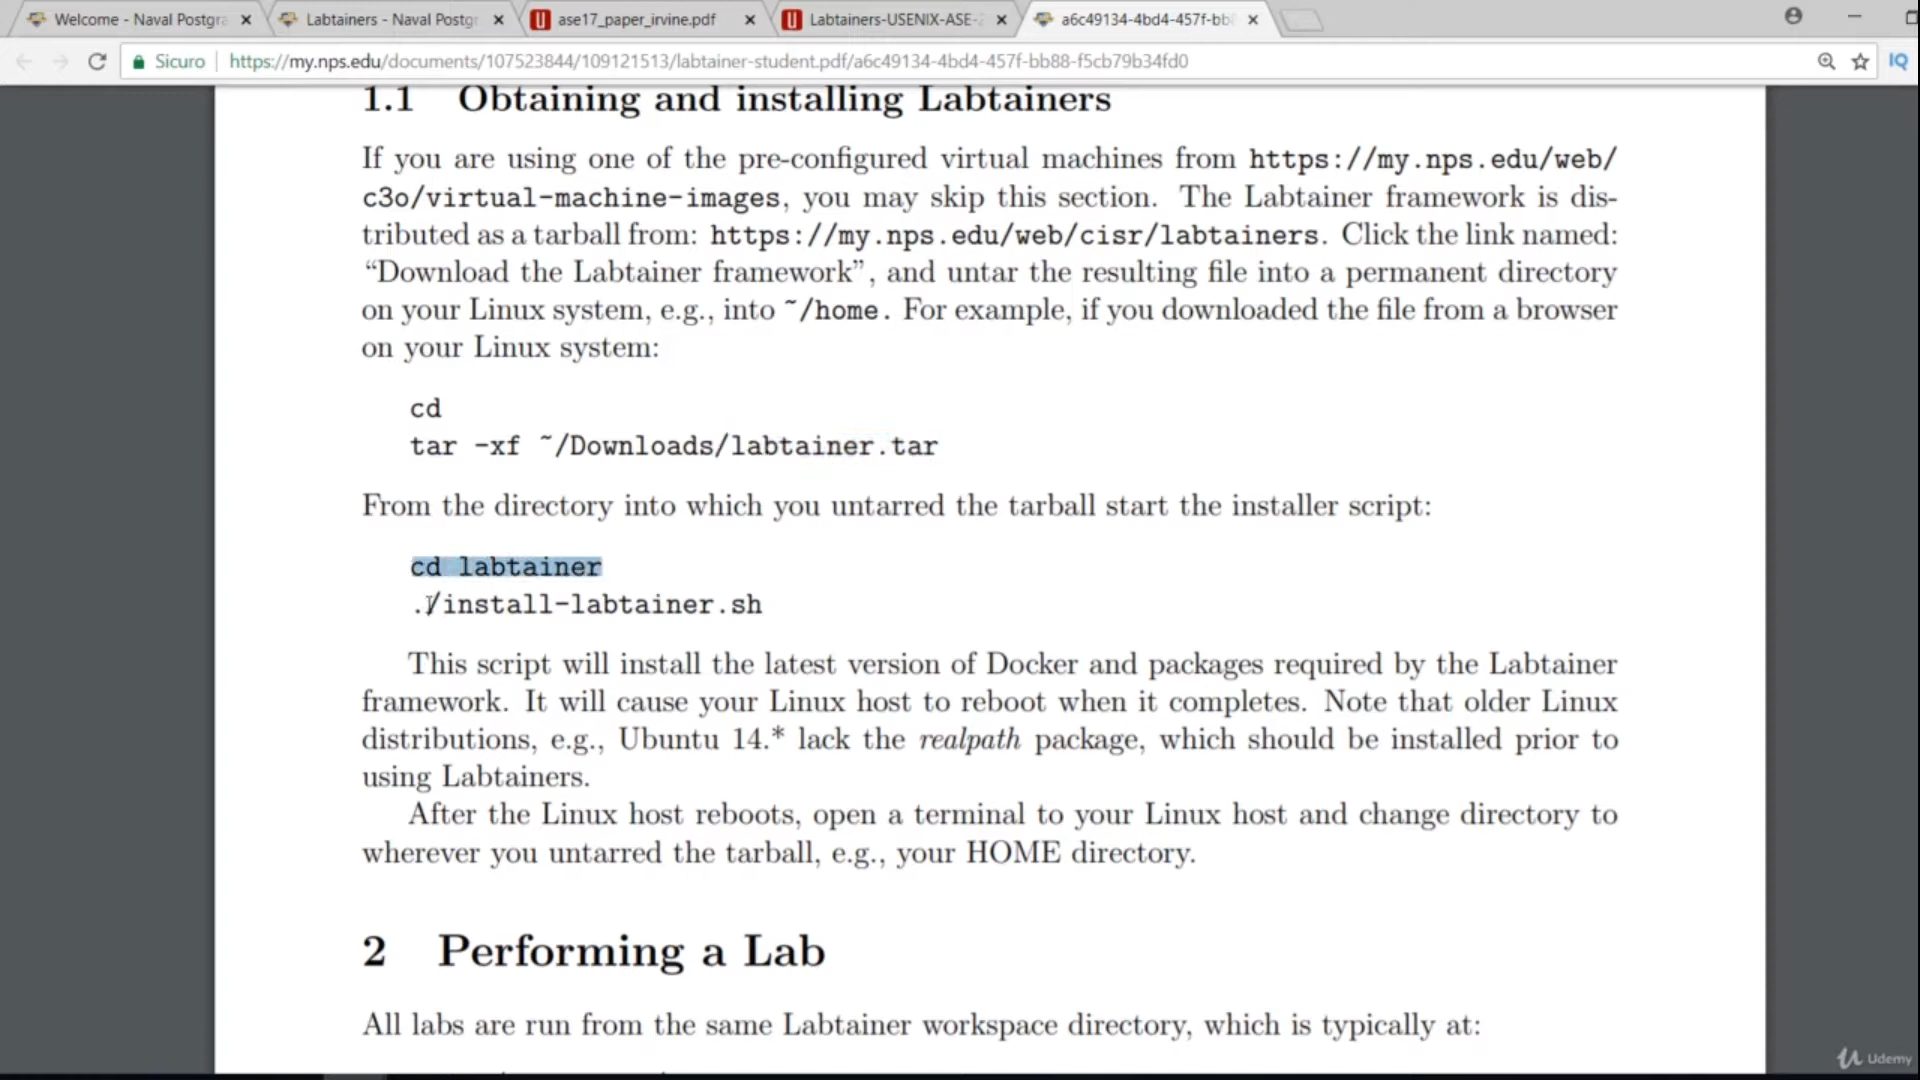 Welcome - Naval Postgra
Labtainers - Naval Postgr
ase17_paper_irvine.pdf
Labtainers-USENIX-ASE-
a6c49134-4bd4-457f-bb8
Sicuro
https://my.nps.edu/documents/107523844/109121513/labtainer-student.pdf/a6c49134-4bd4-457f-bb88-f5cb79b34fd0
IQ
1.1 Obtaining and installing Labtainers
If you are using one of the pre-configured virtual machines from https://my.nps.edu/web/
c3o/virtual-machine-images, you may skip this section. The Labtainer framework is dis-
tributed as a tarball from: https://my.nps.edu/web/cisr/labtainers. Click the link named:
“Download the Labtainer framework”, and untar the resulting file into a permanent directory
on your Linux system, e.g., into ~/home. For example, if you downloaded the file from a browser
on your Linux system:
cd
tar -xf ~/Downloads/labtainer.tar
From the directory into which you untarred the tarball start the installer script:
cd labtainer
./install-labtainer.sh
This script will install the latest version of Docker and packages required by the Labtainer
framework. It will cause your Linux host to reboot when it completes. Note that older Linux
distributions, e.g., Ubuntu 14.* lack the realpath package, which should be installed prior to
using Labtainers.
After the Linux host reboots, open a terminal to your Linux host and change directory to
wherever you untarred the tarball, e.g., your HOME directory.
2 Performing a Lab
All labs are run from the same Labtainer workspace directory, which is typically at:
Udemy